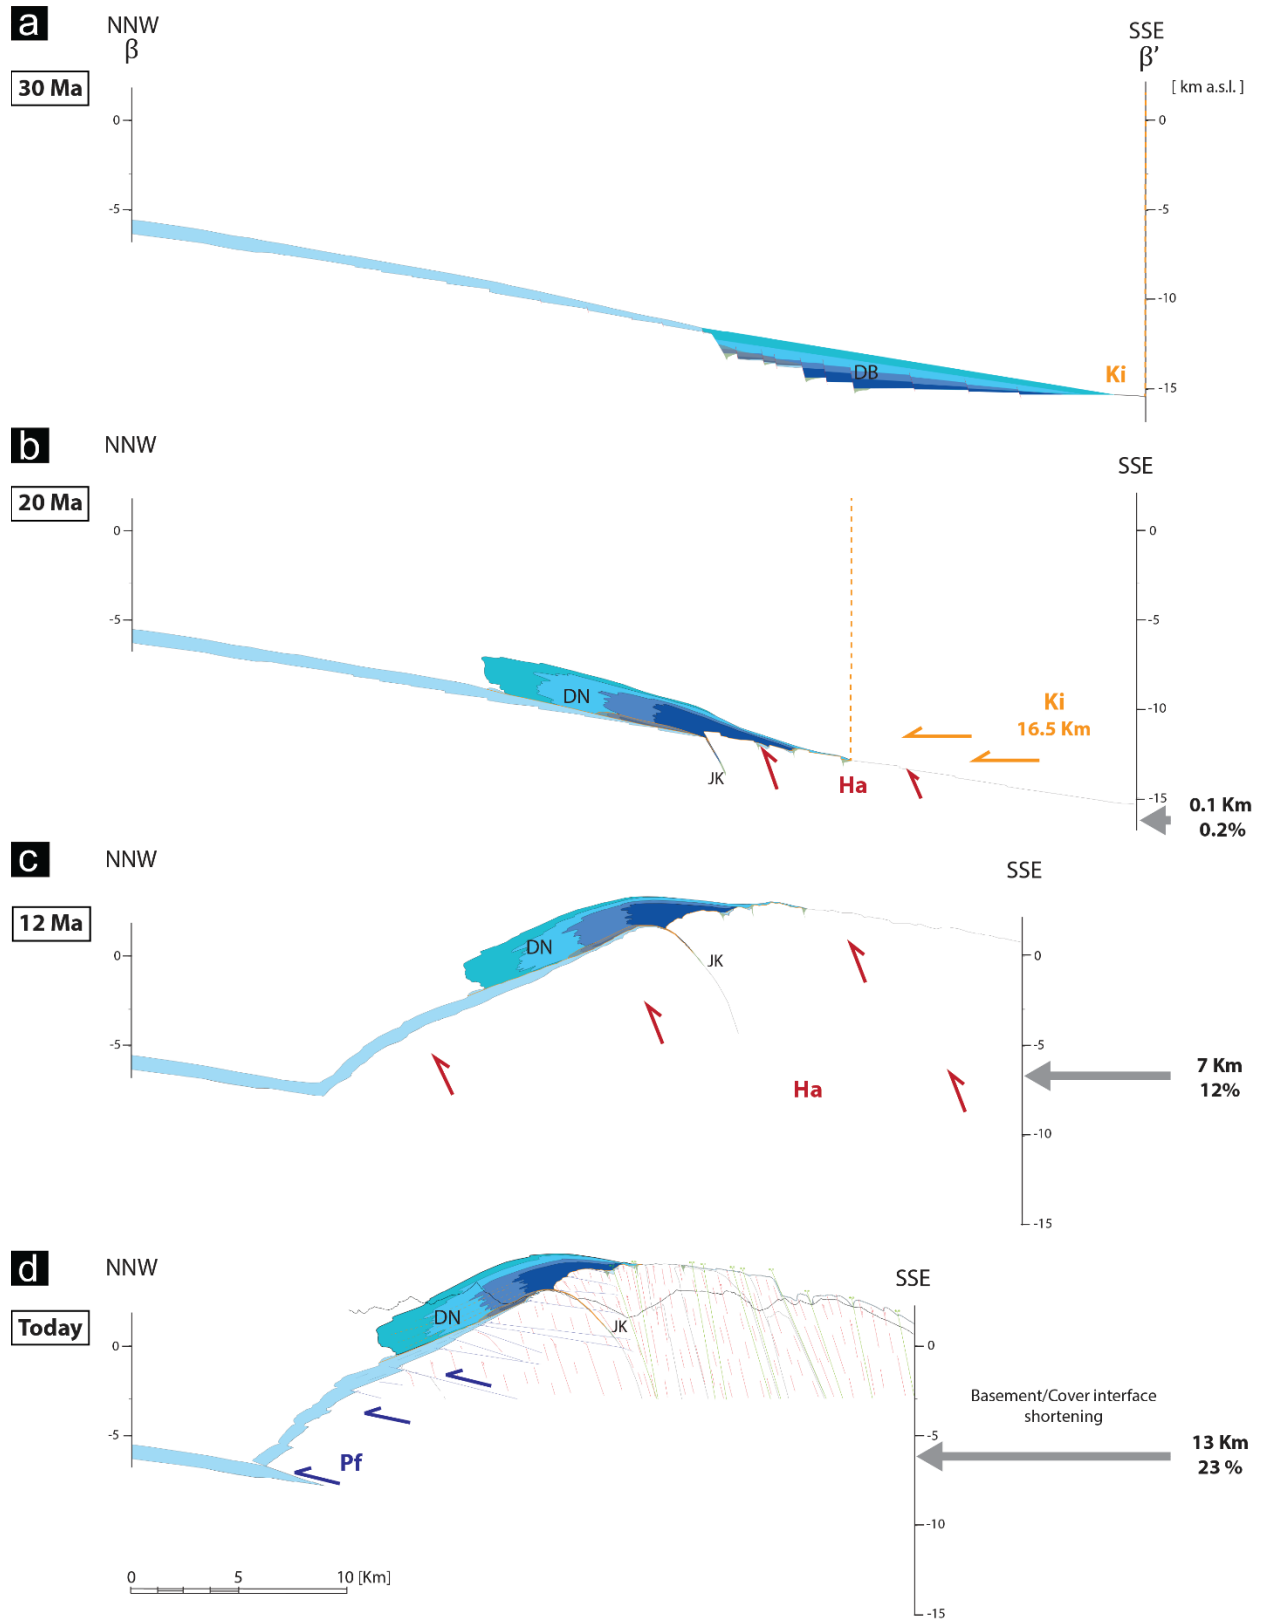 a
NNW
β
SSE
β’
30 Ma
[ km a.s.l. ]
0
0
-5
-5
-10
DB
Ki
-15
b
NNW
SSE
20 Ma
0
0
-5
-5
DN
Ki
16.5 Km
-10
JK
Ha
-15
0.1 Km
0.2%
c
NNW
SSE
12 Ma
DN
JK
0
0
-5
-5
7 Km
12%
Ha
-10
-15
d
NNW
SSE
Today
DN
JK
0
0
Basement/Cover interface
shortening
-5
-5
13 Km
23 %
Pf
-10
0 5 10 [Km]
-15